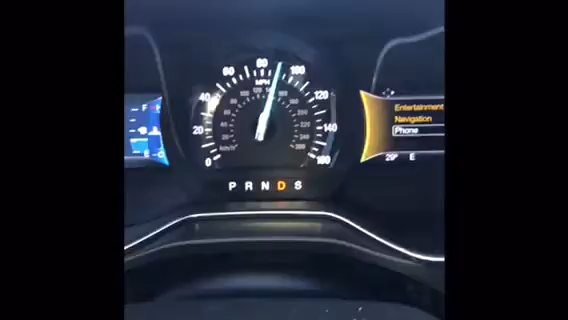 F
E
60 80 100
MPH
40 120
20 140
0 160
km/h
P R N D S
Entertainment
Navigation
Phone
29° E